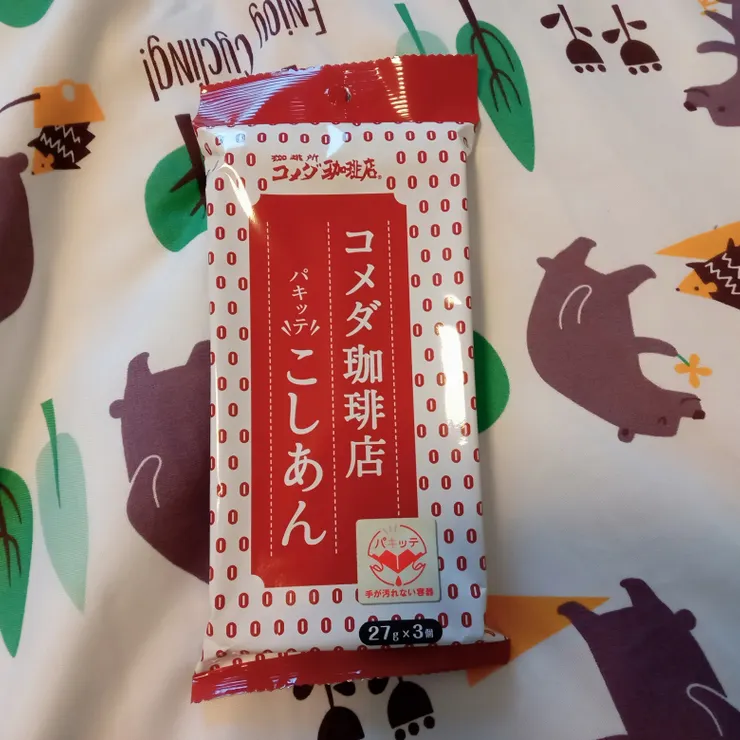 Enjoy Cycling!
珈琲所
コメダ珈琲店®
コメダ珈琲店
パキッテ
こしあん
パキッテ
手が汚れない容器
27g×3個